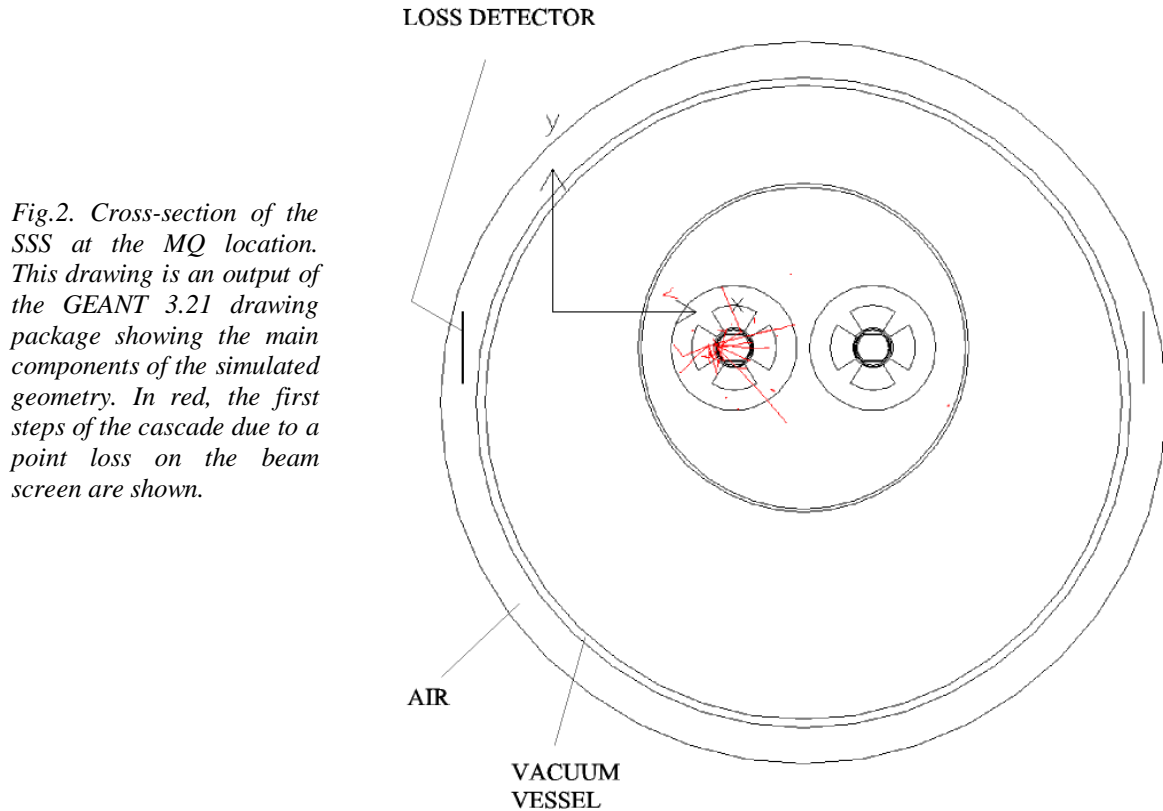 LOSS DETECTOR
y
x
Fig.2. Cross-section of the
SSS at the MQ location.
This drawing is an output of
the GEANT 3.21 drawing
package showing the main
components of the simulated
geometry. In red, the first
steps of the cascade due to a
point loss on the beam
screen are shown.
AIR
VACUUM
VESSEL